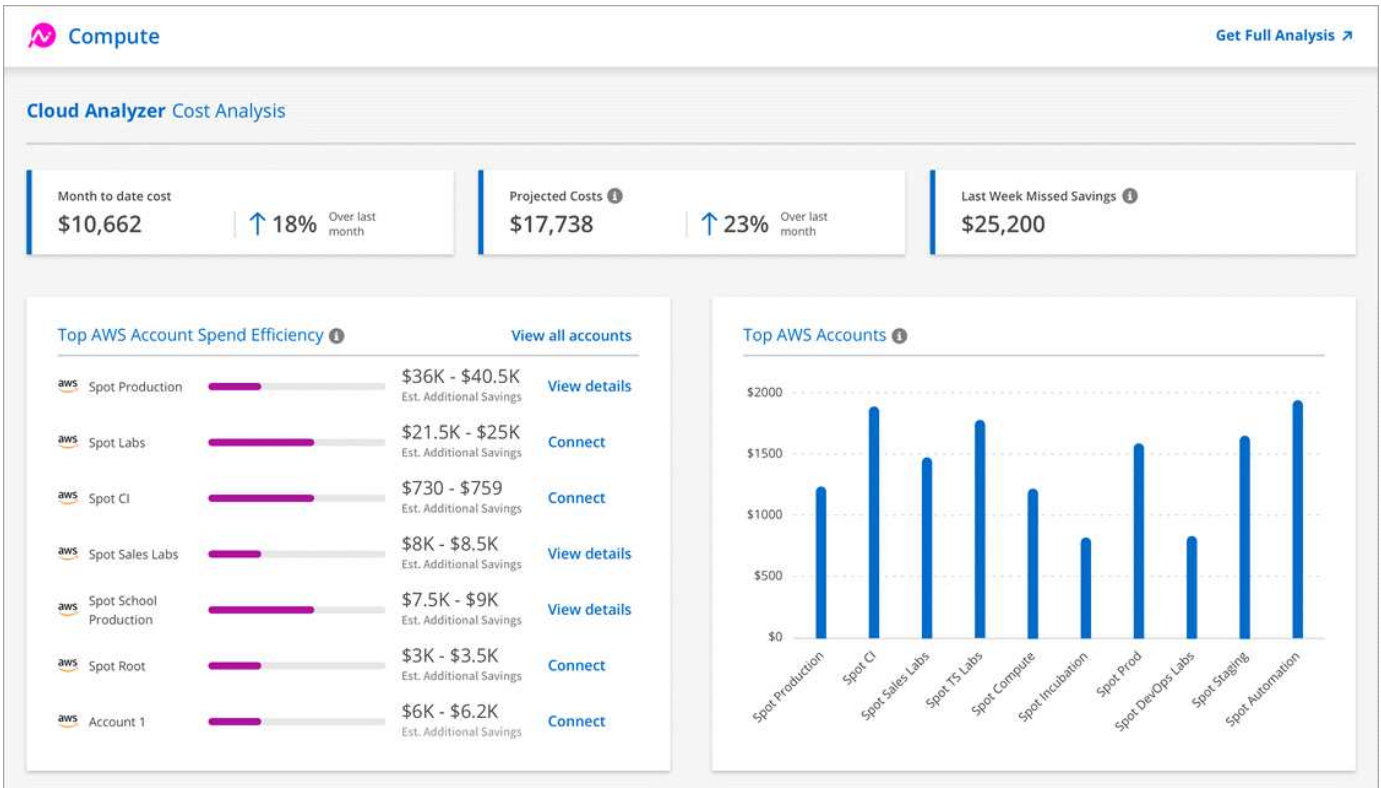 Compute
Get Full Analysis
Cloud Analyzer Cost Analysis
Month to date cost
$10,662
18%
Over last
month
Projected Costs
$17,738
23%
Over last
month
Last Week Missed Savings
$25,200
Top AWS Account Spend Efficiency
View all accounts
aws
Spot Production
$36K - $40.5K
Est. Additional Savings
View details
aws
Spot Labs
$21.5K - $25K
Est. Additional Savings
Connect
aws
Spot CI
$730 - $759
Est. Additional Savings
Connect
aws
Spot Sales Labs
$8K - $8.5K
Est. Additional Savings
View details
aws
Spot School
Production
$7.5K - $9K
Est. Additional Savings
View details
aws
Spot Root
$3K - $3.5K
Est. Additional Savings
Connect
aws
Account 1
$6K - $6.2K
Est. Additional Savings
Connect
Top AWS Accounts
$2000
$1500
$1000
$500
$0
Spot Production
Spot CI
Spot Sales Labs
Spot TS Labs
Spot Compute
Spot Incubation
Spot Prod
Spot DevOps Labs
Spot Staging
Spot Automation